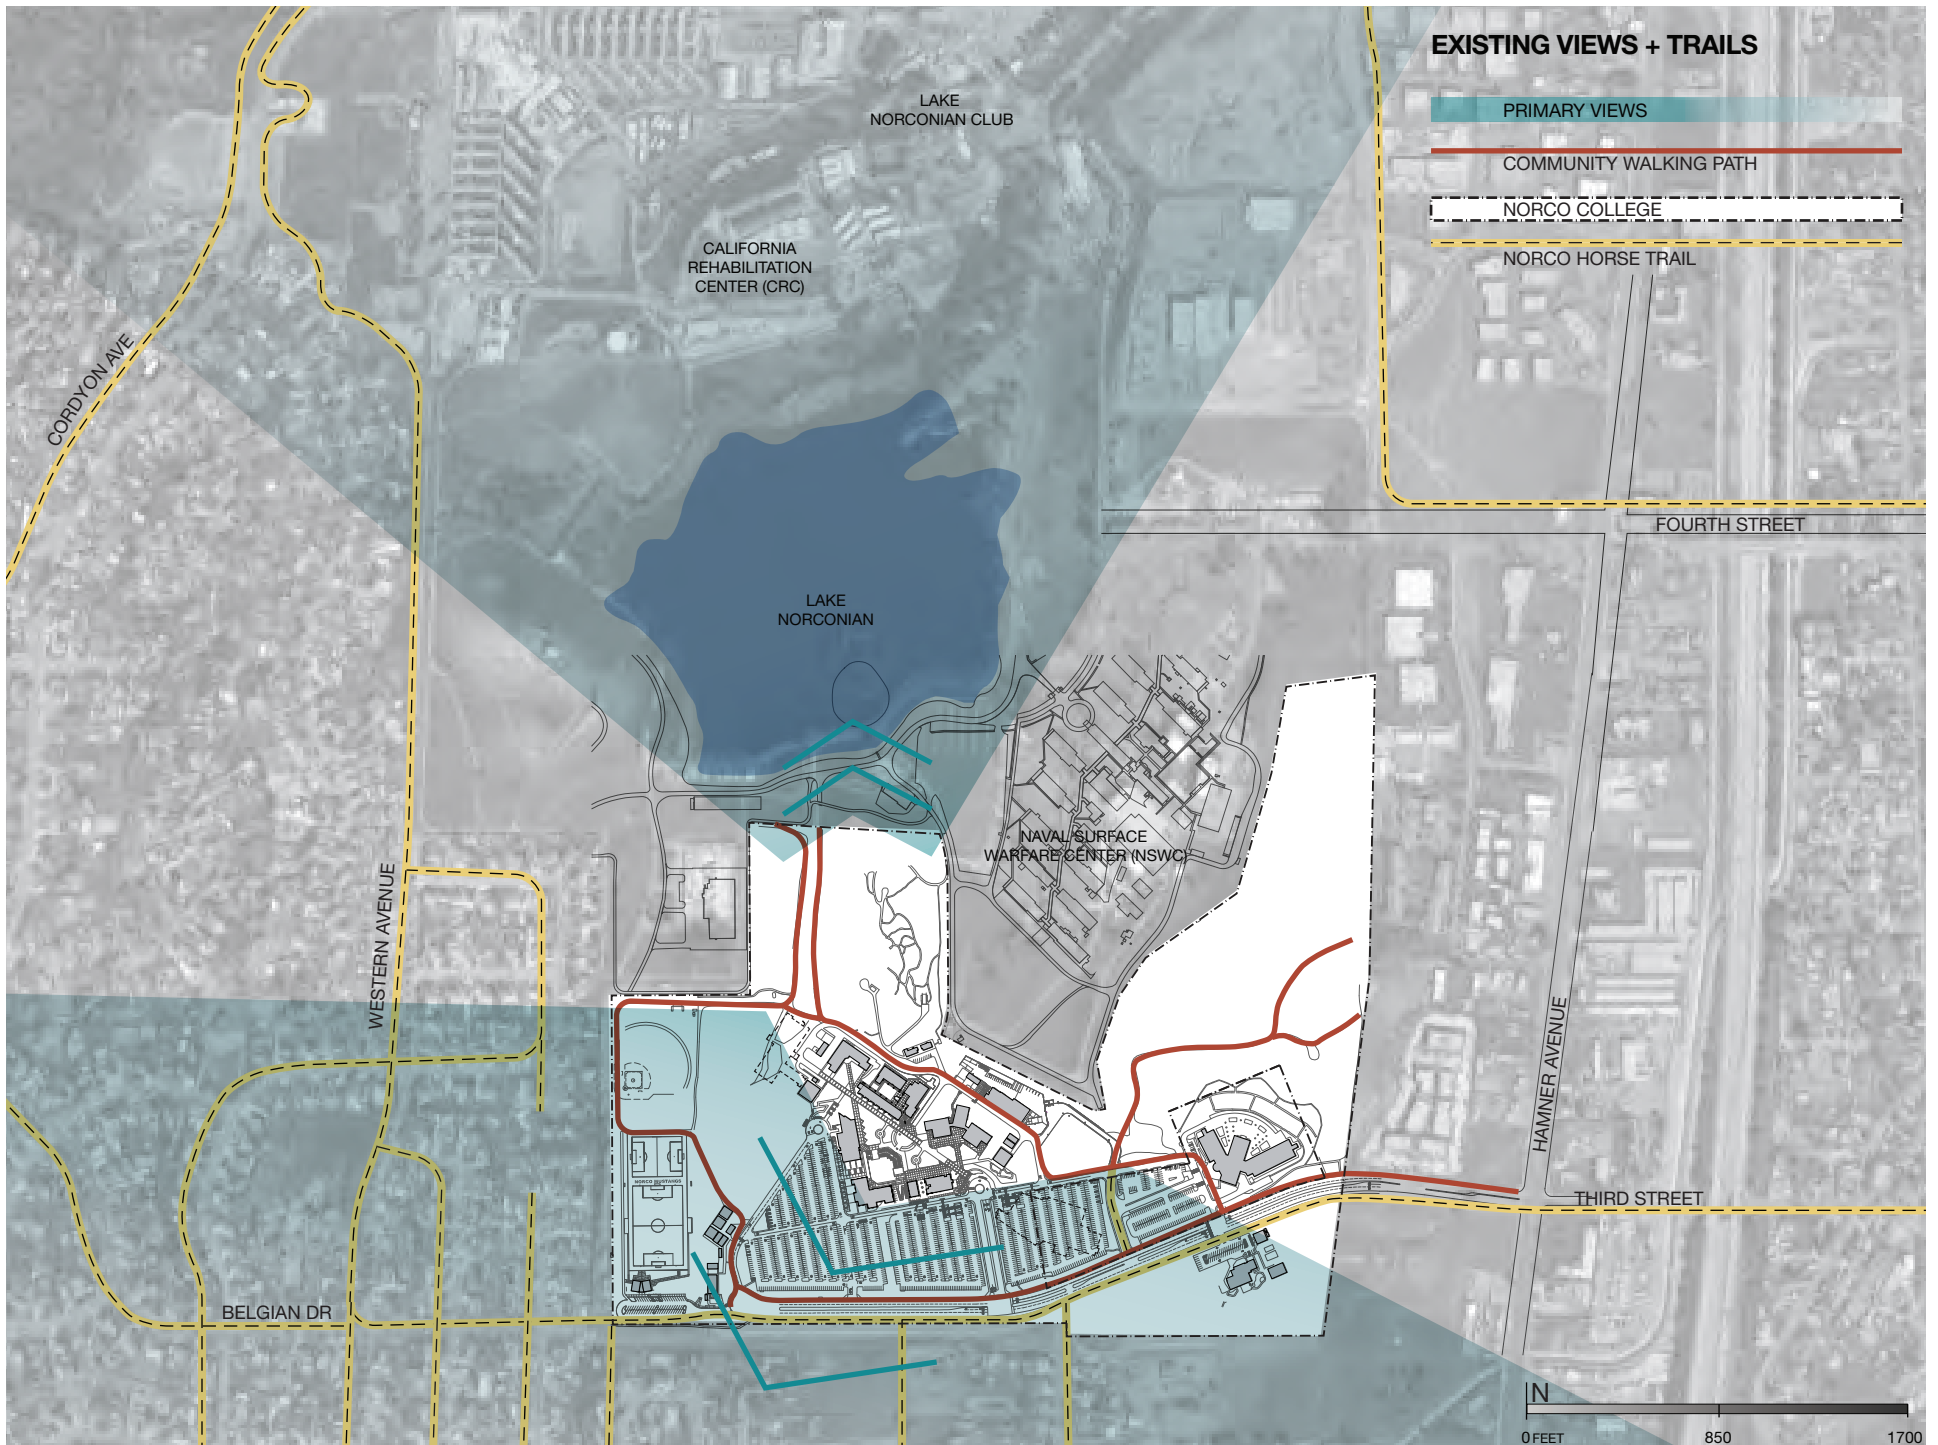 EXISTING VIEWS + TRAILS
PRIMARY VIEWS
COMMUNITY WALKING PATH
NORCO COLLEGE
NORCO HORSE TRAIL
LAKE
NORCONIAN CLUB
CALIFORNIA
REHABILITATION
CENTER (CRC)
CORDYON AVE
FOURTH STREET
LAKE
NORCONIAN
NAVAL SURFACE
WARFARE CENTER (NSWC)
WESTERN AVENUE
HAMNER AVENUE
NORCO MUSTANGS
THIRD STREET
BELGIAN DR
N
0 FEET
850
1700